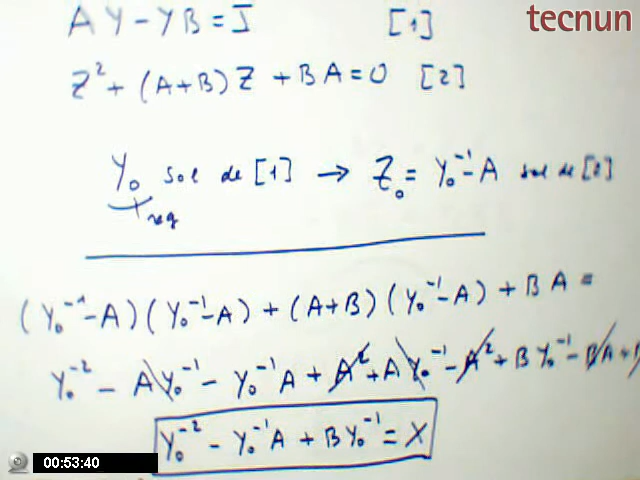 tecnun
AY-YB=I [1]
Z²+(A+B)Z+BA=0 [2]
Y₀ sol de [1] → Z₀=Y₀⁻¹-A sol de [2]
reg
(Y₀⁻¹-A)(Y₀⁻¹-A)+(A+B)(Y₀⁻¹-A)+BA=
Y₀⁻²-AY₀⁻¹-Y₀⁻¹A+A²+AY₀⁻¹-A²+BY₀⁻¹-BA+
Y₀⁻²-Y₀⁻¹A+BY₀⁻¹=X
00:53:40